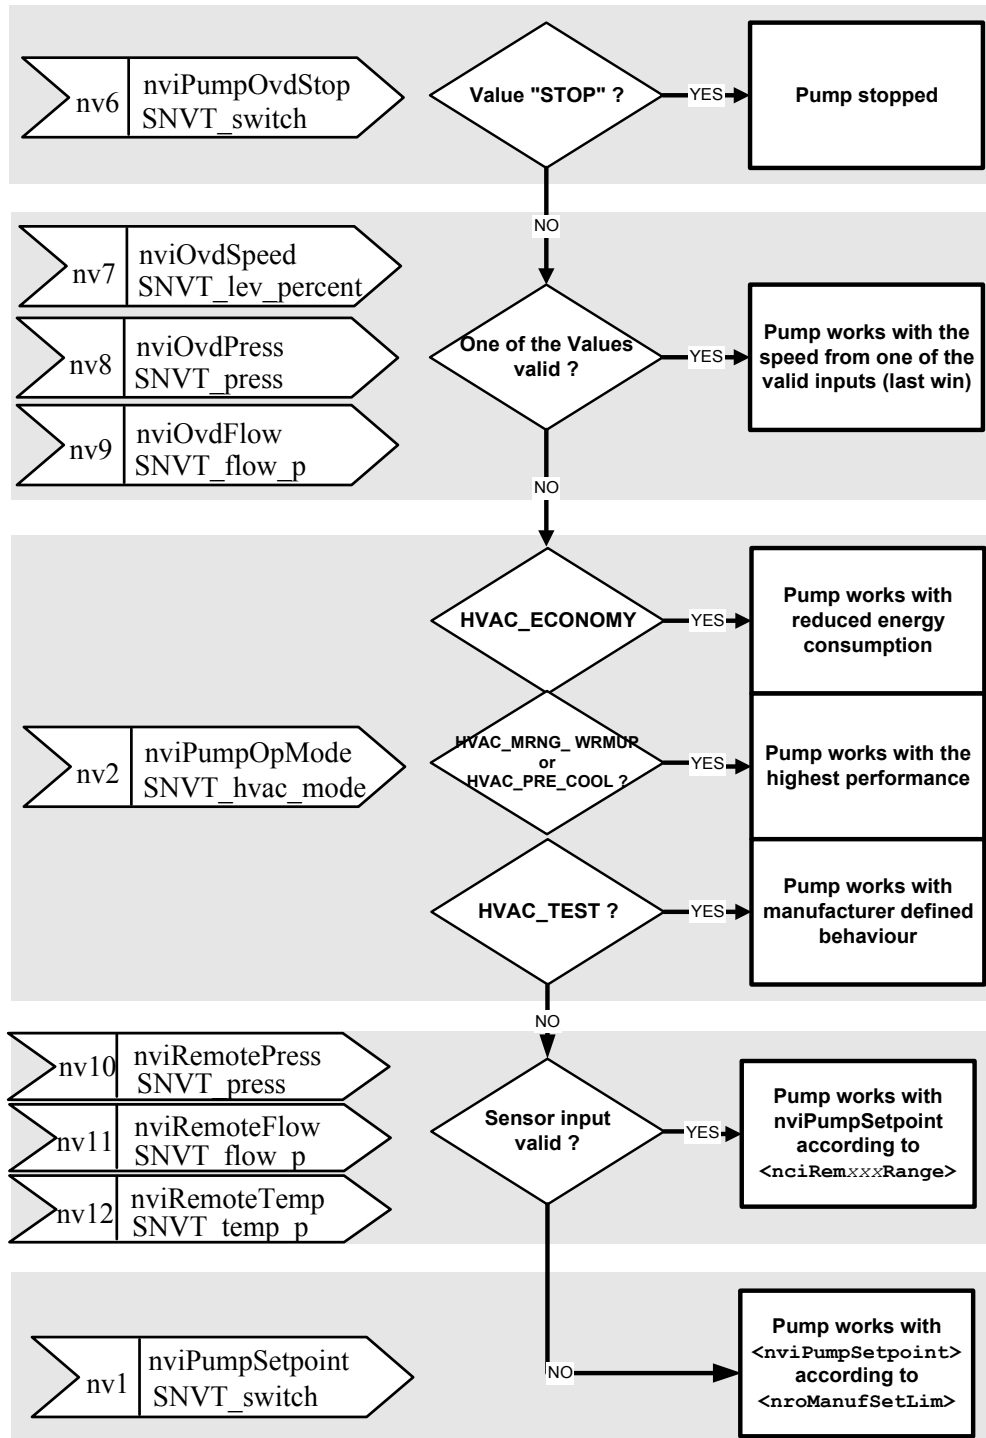 nv6
nviPumpOvdStop
SNVT_switch
Value "STOP" ?
YES
Pump stopped
NO
nv7
nviOvdSpeed
SNVT_lev_percent
nv8
nviOvdPress
SNVT_press
nv9
nviOvdFlow
SNVT_flow_p
One of the Values
valid ?
YES
Pump works with the
speed from one of the
valid inputs (last win)
NO
nv2
nviPumpOpMode
SNVT_hvac_mode
HVAC_ECONOMY
YES
Pump works with
reduced energy
consumption
HVAC_MRNG_ WRMUP
or
HVAC_PRE_COOL ?
YES
Pump works with the
highest performance
HVAC_TEST ?
YES
Pump works with
manufacturer defined
behaviour
NO
nv10
nviRemotePress
SNVT_press
nv11
nviRemoteFlow
SNVT_flow_p
nv12
nviRemoteTemp
SNVT_temp_p
Sensor input
valid ?
YES
Pump works with
nviPumpSetpoint
according to
<nciRemxxxRange>
NO
nv1
nviPumpSetpoint
SNVT_switch
Pump works with
<nviPumpSetpoint>
according to
<nroManufSetLim>